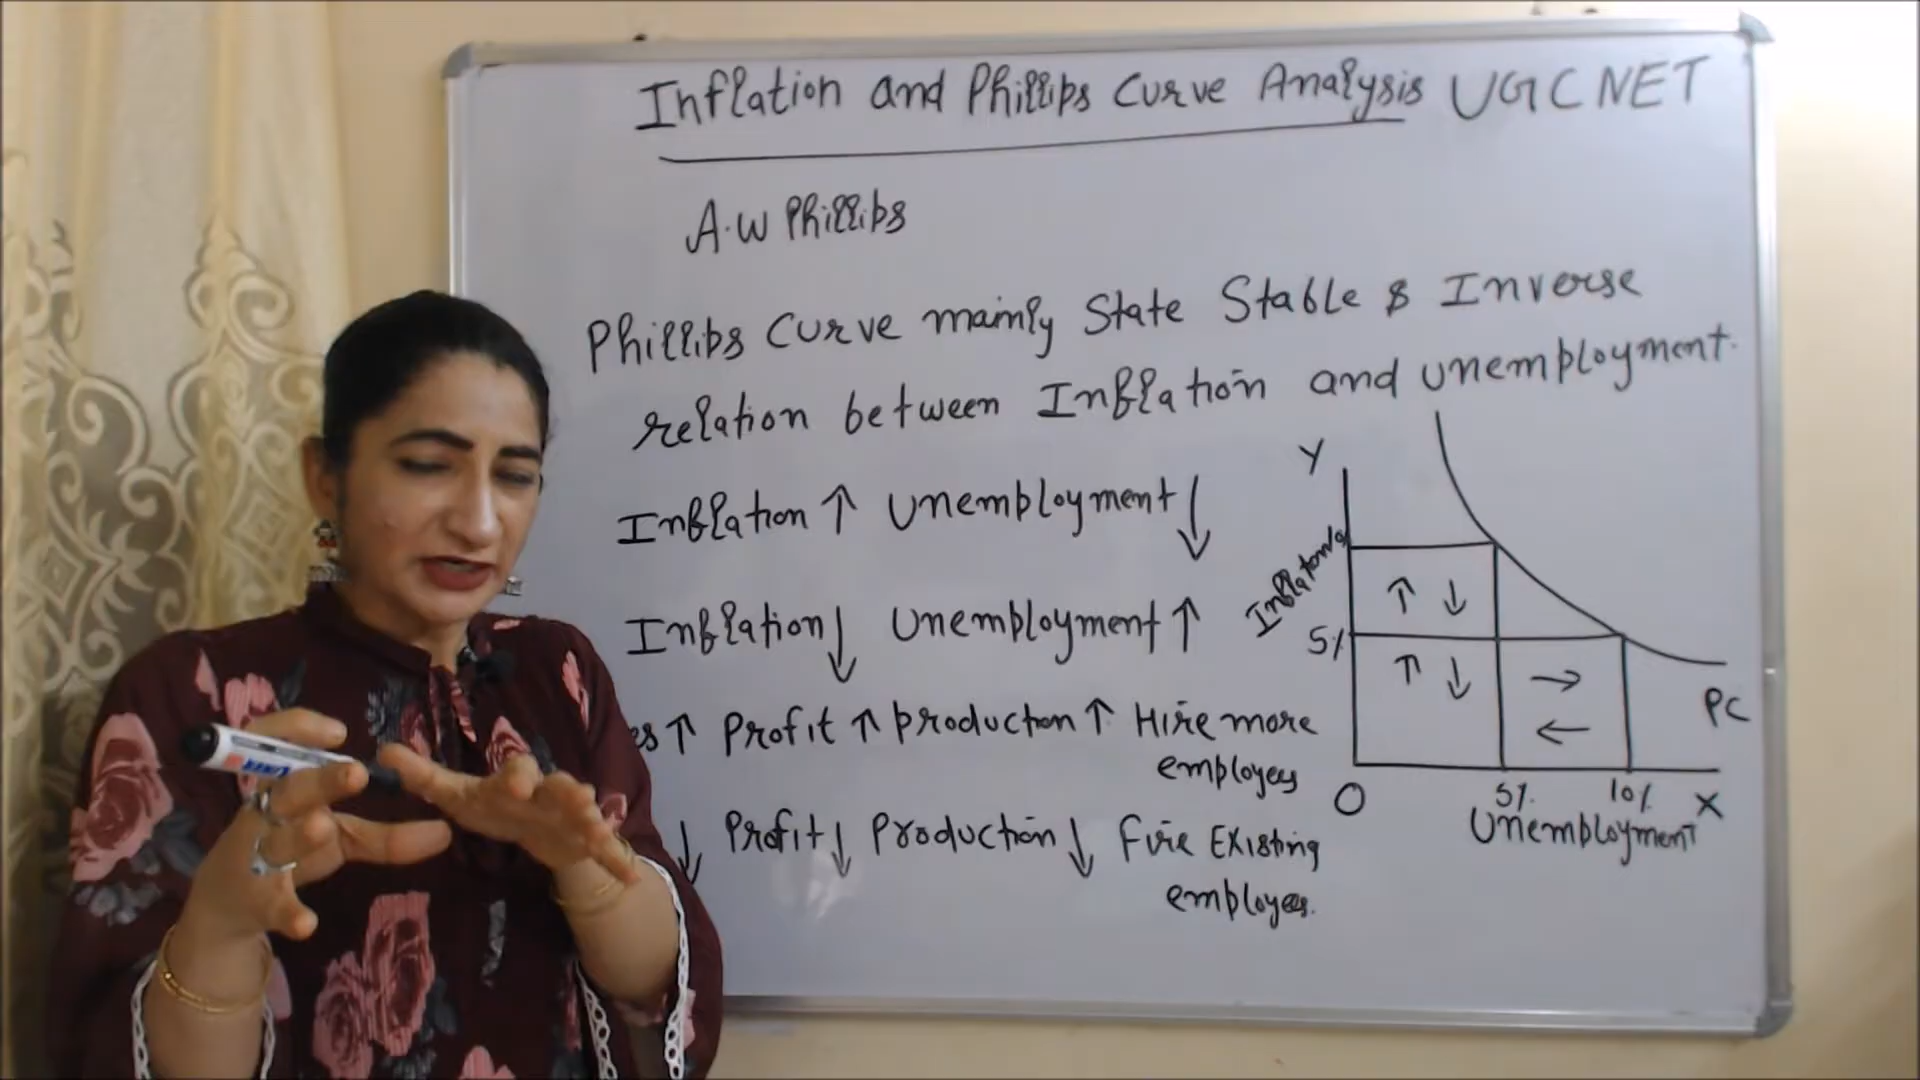 Inflation and Phillips Curve Analysis UGC NET
A.W Phillips
Phillips Curve mainly State Stable & Inverse
relation between Inflation and unemployment.
Inflation ↑ Unemployment ↓
Inflation ↓ Unemployment ↑
es ↑ Profit ↑ production ↑ Hire more
employees
↓ Profit ↓ Production ↓ Fire Existing
employees.
Y
5%
PC
O
5%
10%
X
Unemployment